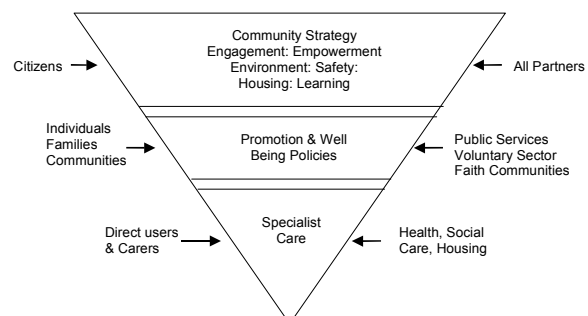 Community Strategy
Engagement: Empowerment
Environment: Safety:
Housing: Learning
Citizens
All Partners
Individuals
Families
Communities
Promotion & Well
Being Policies
Public Services
Voluntary Sector
Faith Communities
Direct users
& Carers
Specialist
Care
Health, Social
Care, Housing